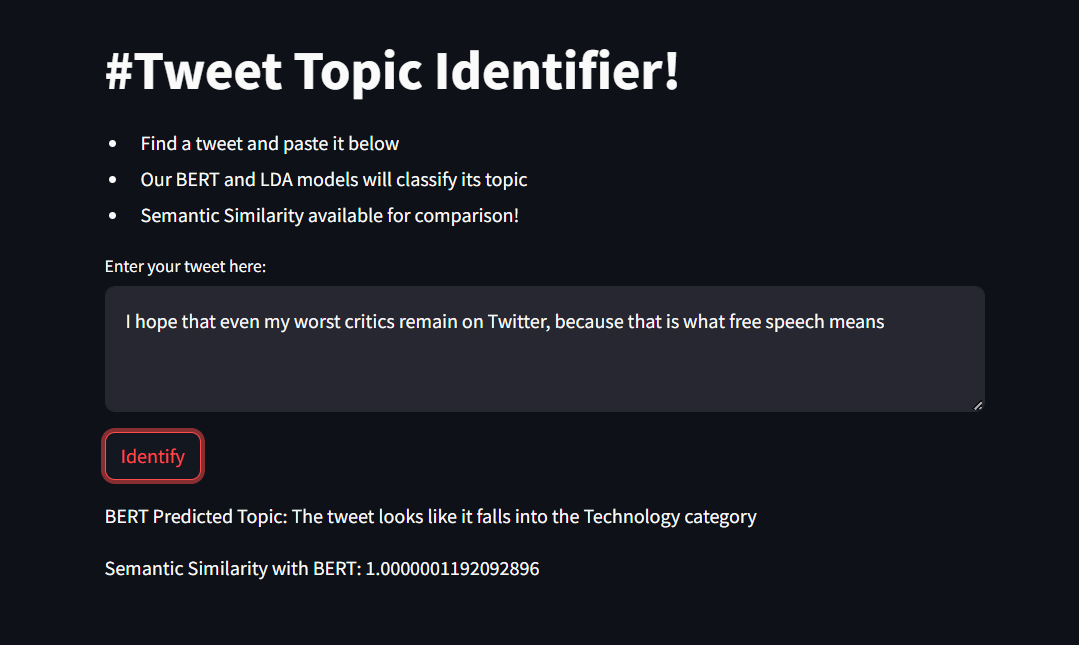 #Tweet Topic Identifier!
• Find a tweet and paste it below
• Our BERT and LDA models will classify its topic
• Semantic Similarity available for comparison!
Enter your tweet here:
I hope that even my worst critics remain on Twitter, because that is what free speech means
Identify
BERT Predicted Topic: The tweet looks like it falls into the Technology category
Semantic Similarity with BERT: 1.0000001192092896